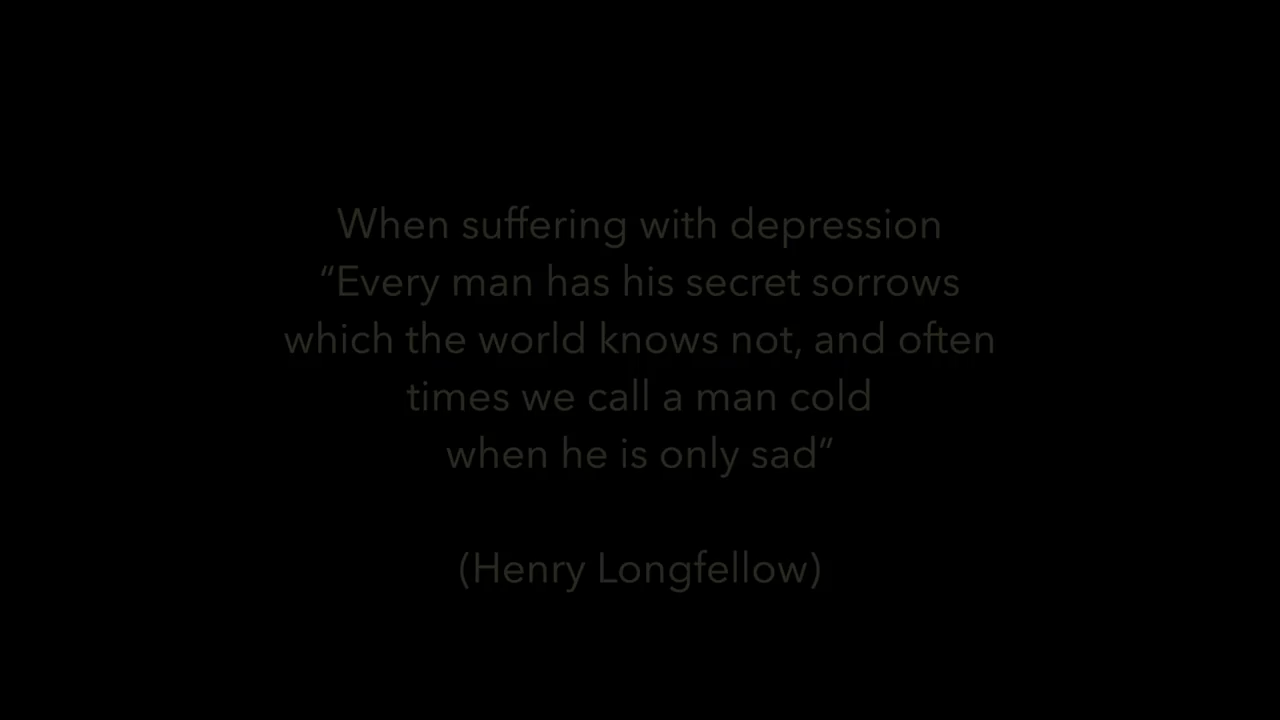 When suffering with depression
“Every man has his secret sorrows
which the world knows not, and often
times we call a man cold
when he is only sad”
(Henry Longfellow)